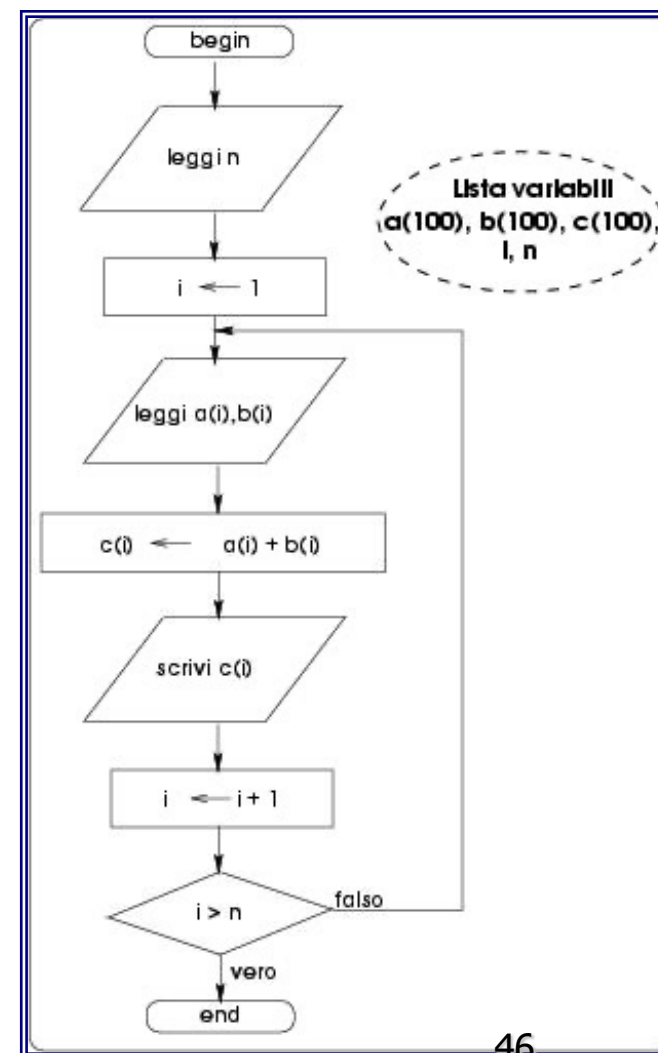 begin
leggi n
Lista variabili
a(100), b(100), c(100),
i, n
i ← 1
leggi a(i),b(i)
c(i) ← a(i) + b(i)
scrivi c(i)
i ← i + 1
i > n
falso
vero
end
46